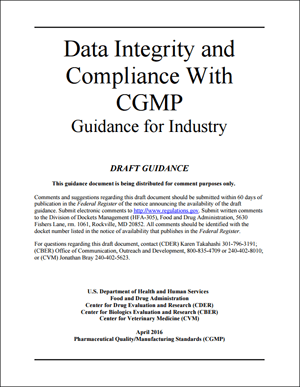 Data Integrity and
Compliance With
CGMP
Guidance for Industry
DRAFT GUIDANCE
This guidance document is being distributed for comment purposes only.
Comments and suggestions regarding this draft document should be submitted within 60 days of
publication in the Federal Register of the notice announcing the availability of the draft
guidance. Submit electronic comments to http://www.regulations.gov. Submit written comments
to the Division of Dockets Management (HFA-305), Food and Drug Administration, 5630
Fishers Lane, rm. 1061, Rockville, MD 20852. All comments should be identified with the
docket number listed in the notice of availability that publishes in the Federal Register.
For questions regarding this draft document, contact (CDER) Karen Takahashi 301-796-3191;
(CBER) Office of Communication, Outreach and Development, 800-835-4709 or 240-402-8010;
or (CVM) Jonathan Bray 240-402-5623.
U.S. Department of Health and Human Services
Food and Drug Administration
Center for Drug Evaluation and Research (CDER)
Center for Biologics Evaluation and Research (CBER)
Center for Veterinary Medicine (CVM)
April 2016
Pharmaceutical Quality/Manufacturing Standards (CGMP)